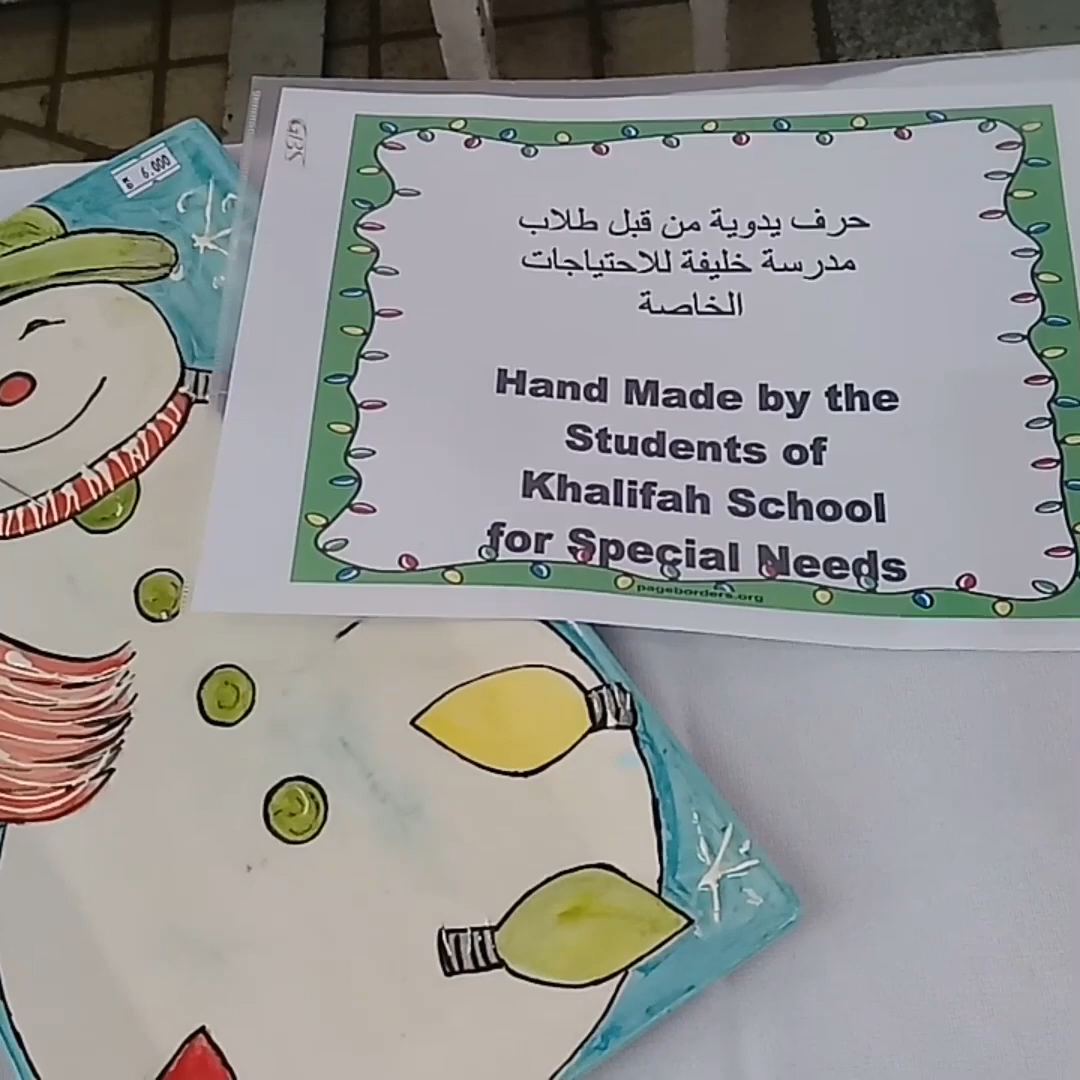 6.000
GBS
حرف يدوية من قبل طلاب
مدرسة خليفة للاحتياجات
الخاصة
Hand Made by the
Students of
Khalifah School
for Special Needs
pageborders.org